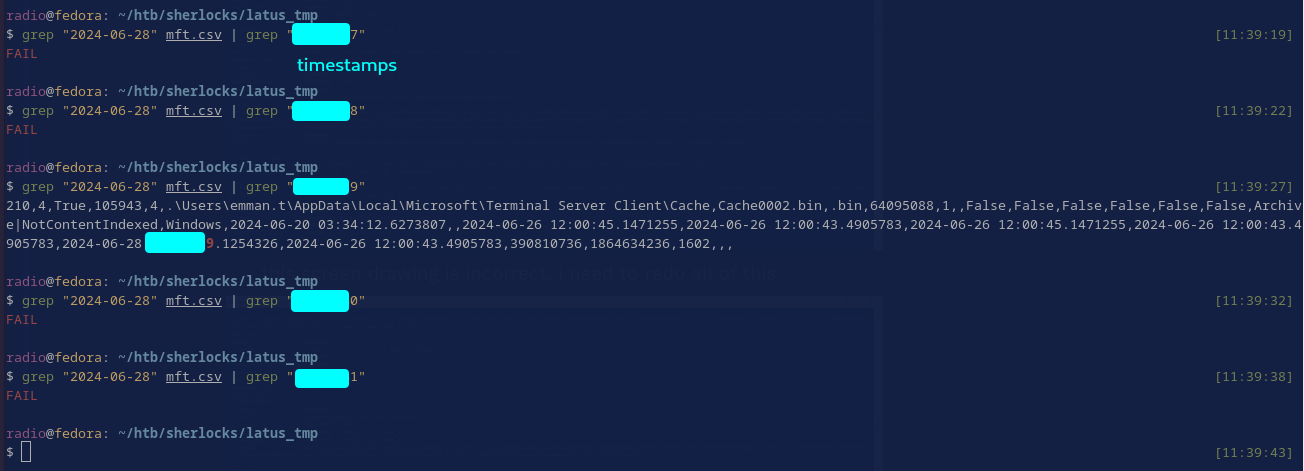 radio@fedora: ~/htb/sherlocks/latus_tmp
$ grep "2024-06-28" mft.csv | grep "7" [11:39:19]
FAIL
timestamps
radio@fedora: ~/htb/sherlocks/latus_tmp
$ grep "2024-06-28" mft.csv | grep "8" [11:39:22]
FAIL
radio@fedora: ~/htb/sherlocks/latus_tmp
$ grep "2024-06-28" mft.csv | grep "9" [11:39:27]
210,4,True,105943,4,.\Users\emman.t\AppData\Local\Microsoft\Terminal Server Client\Cache,Cache0002.bin,.bin,64095088,1,,False,False,False,False,False,False,Archiv
e|NotContentIndexed,Windows,2024-06-20 03:34:12.6273807,,2024-06-26 12:00:45.1471255,2024-06-26 12:00:43.4905783,2024-06-26 12:00:45.1471255,2024-06-26 12:00:43.4
905783,2024-06-28 9.1254326,2024-06-26 12:00:43.4905783,390810736,1864634236,1602,,,
radio@fedora: ~/htb/sherlocks/latus_tmp
$ grep "2024-06-28" mft.csv | grep "0" [11:39:32]
FAIL
radio@fedora: ~/htb/sherlocks/latus_tmp
$ grep "2024-06-28" mft.csv | grep "1" [11:39:38]
FAIL
radio@fedora: ~/htb/sherlocks/latus_tmp
$ [11:39:43]